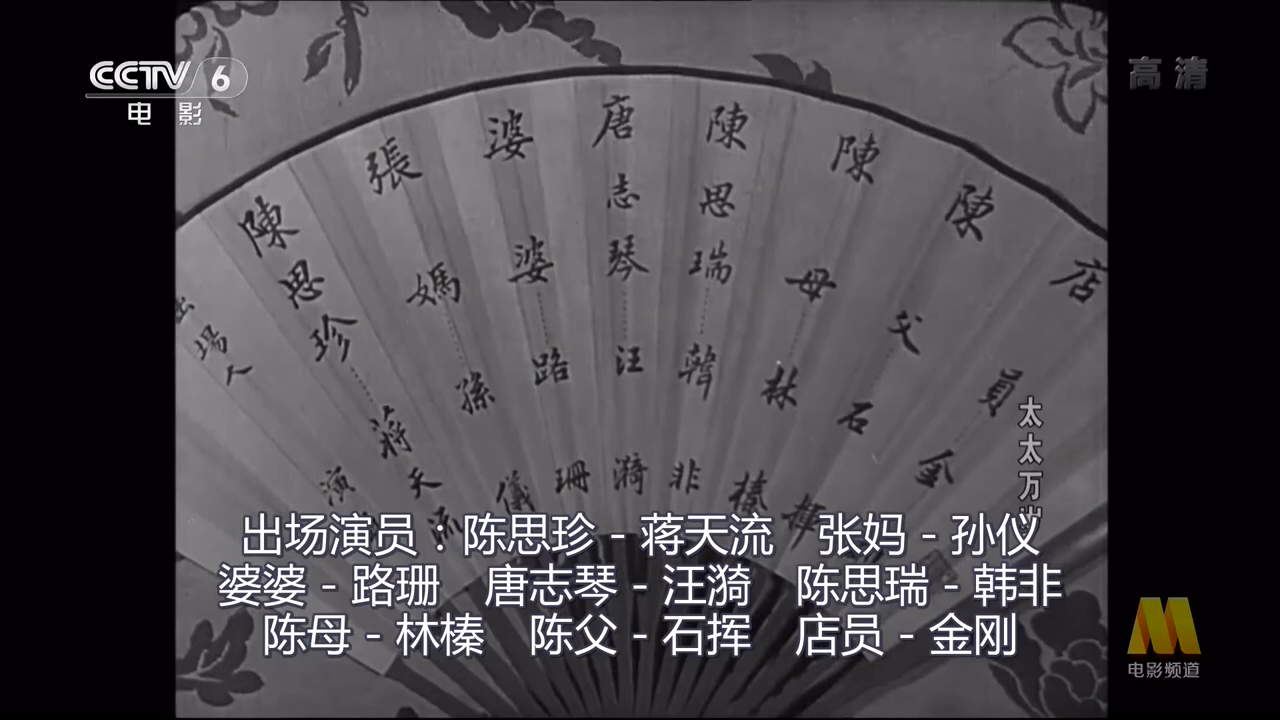 CCTV 6
电影
高清
出場人
演
陳思珍……蔣天流
張媽……孫儀
婆婆……路珊
唐志琴……汪漪
陳思瑞……韓非
陳母……林榛
陳父……石揮
店員……金
太太万岁
出场演员：陈思珍－蒋天流　张妈－孙仪
婆婆－路珊　唐志琴－汪漪　陈思瑞－韩非
陈母－林榛　陈父－石挥　店员－金刚
电影频道